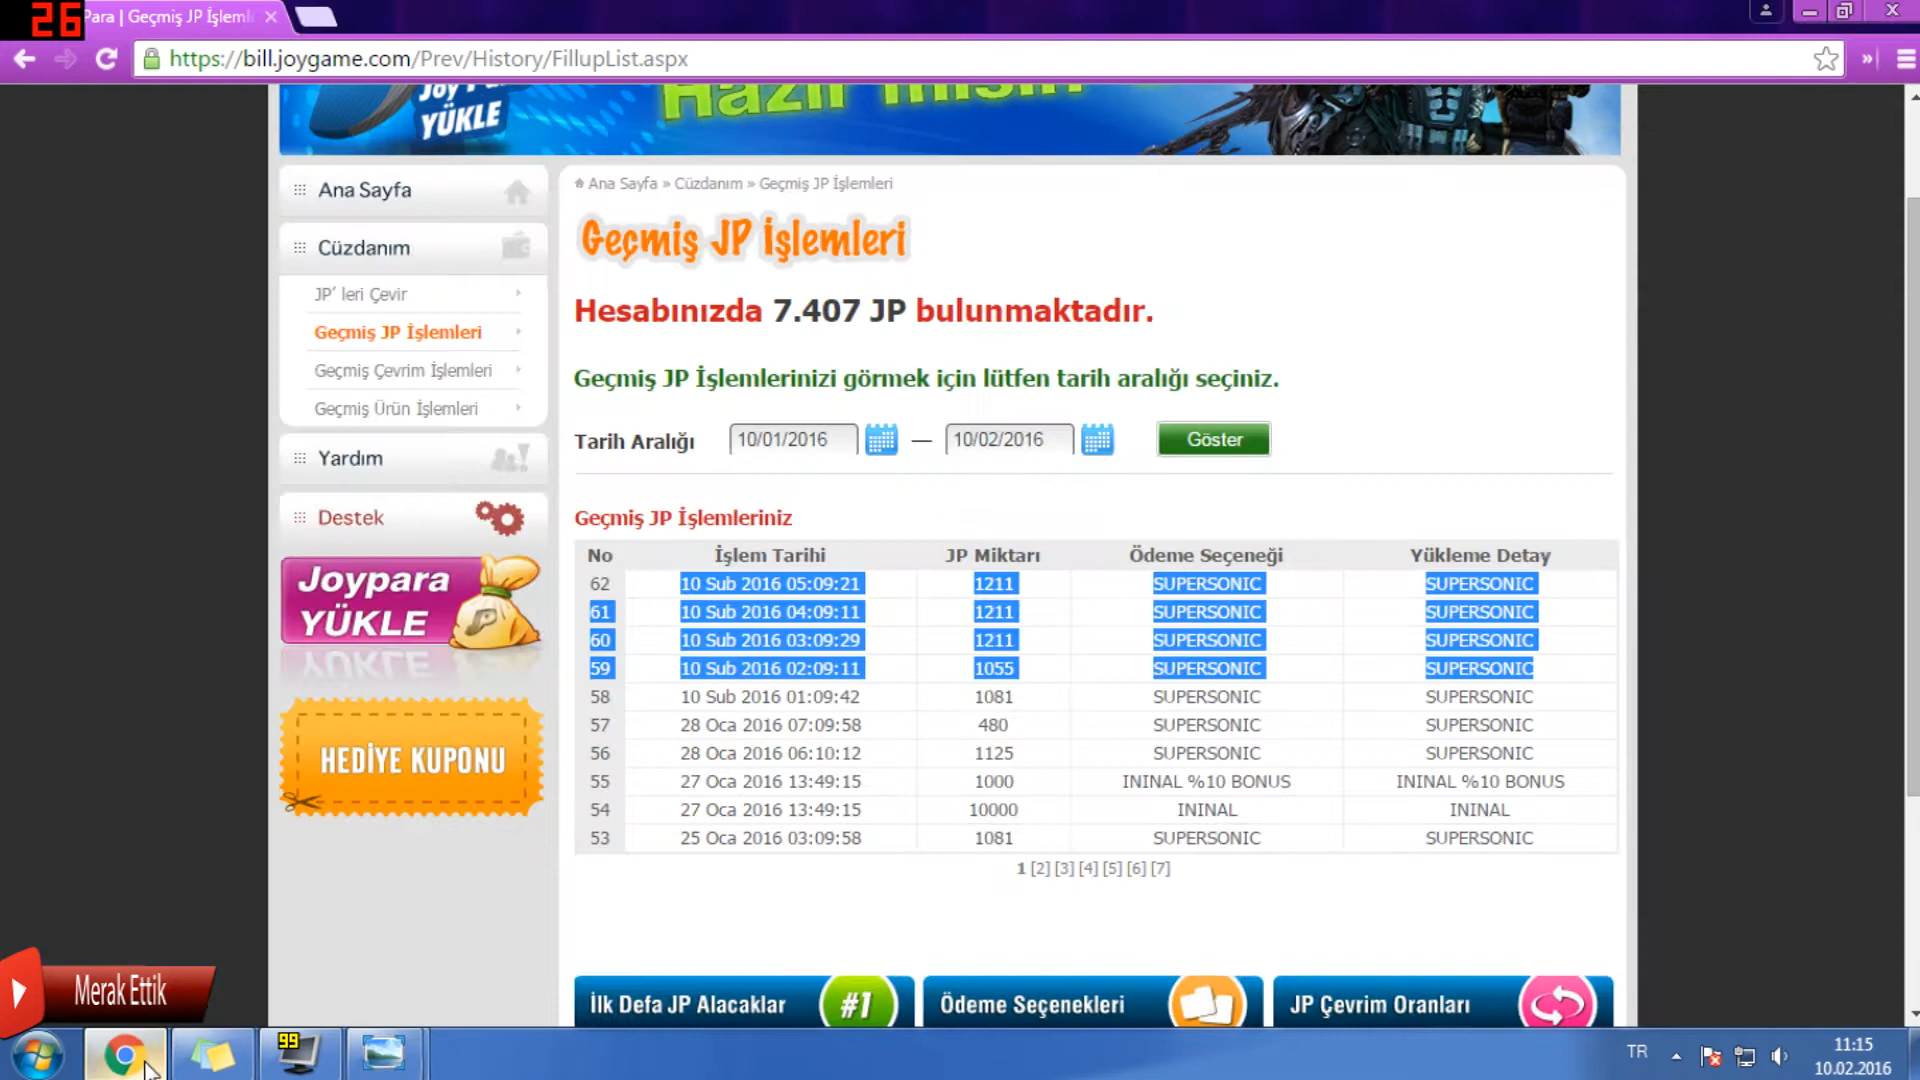 26
Para | Geçmiş JP İşleml
https://bill.joygame.com/Prev/History/FillupList.aspx
YÜKLE
Hazır mısın?
Ana Sayfa
Cüzdanım
JP' leri Çevir
Geçmiş JP İşlemleri
Geçmiş Çevrim İşlemleri
Geçmiş Ürün İşlemleri
Yardım
Destek
Joypara
YÜKLE
HEDİYE KUPONU
Ana Sayfa » Cüzdanım » Geçmiş JP İşlemleri
Geçmiş JP İşlemleri
Hesabınızda 7.407 JP bulunmaktadır.
Geçmiş JP İşlemlerinizi görmek için lütfen tarih aralığı seçiniz.
Tarih Aralığı 10/01/2016 — 10/02/2016 Göster
Geçmiş JP İşlemleriniz
No İşlem Tarihi JP Miktarı Ödeme Seçeneği Yükleme Detay
62 10 Sub 2016 05:09:21 1211 SUPERSONIC SUPERSONIC
61 10 Sub 2016 04:09:11 1211 SUPERSONIC SUPERSONIC
60 10 Sub 2016 03:09:29 1211 SUPERSONIC SUPERSONIC
59 10 Sub 2016 02:09:11 1055 SUPERSONIC SUPERSONIC
58 10 Sub 2016 01:09:42 1081 SUPERSONIC SUPERSONIC
57 28 Oca 2016 07:09:58 480 SUPERSONIC SUPERSONIC
56 28 Oca 2016 06:10:12 1125 SUPERSONIC SUPERSONIC
55 27 Oca 2016 13:49:15 1000 ININAL %10 BONUS ININAL %10 BONUS
54 27 Oca 2016 13:49:15 10000 ININAL ININAL
53 25 Oca 2016 03:09:58 1081 SUPERSONIC SUPERSONIC
1 [2] [3] [4] [5] [6] [7]
İlk Defa JP Alacaklar #1
Ödeme Seçenekleri
JP Çevrim Oranları
Merak Ettik
99
TR
11:15
10.02.2016